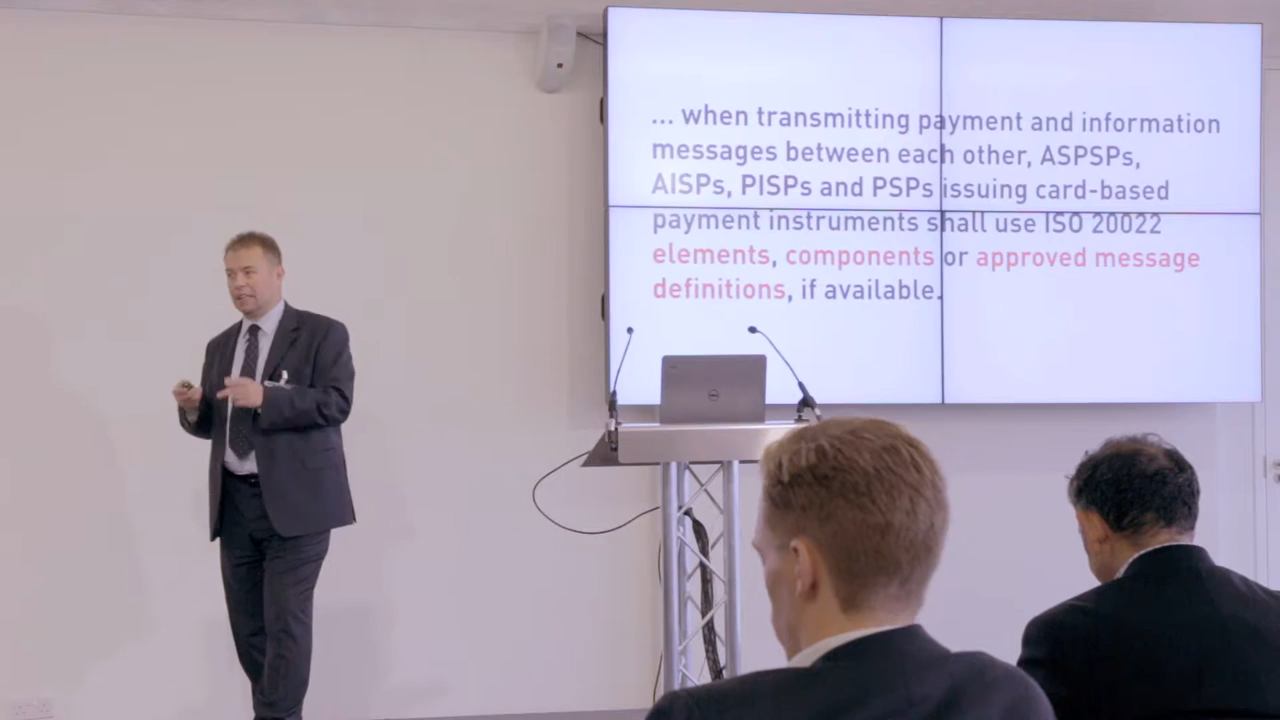 ... when transmitting payment and information
messages between each other, ASPSPs,
AISPs, PISPs and PSPs issuing card-based
payment instruments shall use ISO 20022
elements, components or approved message
definitions, if available.
DELL